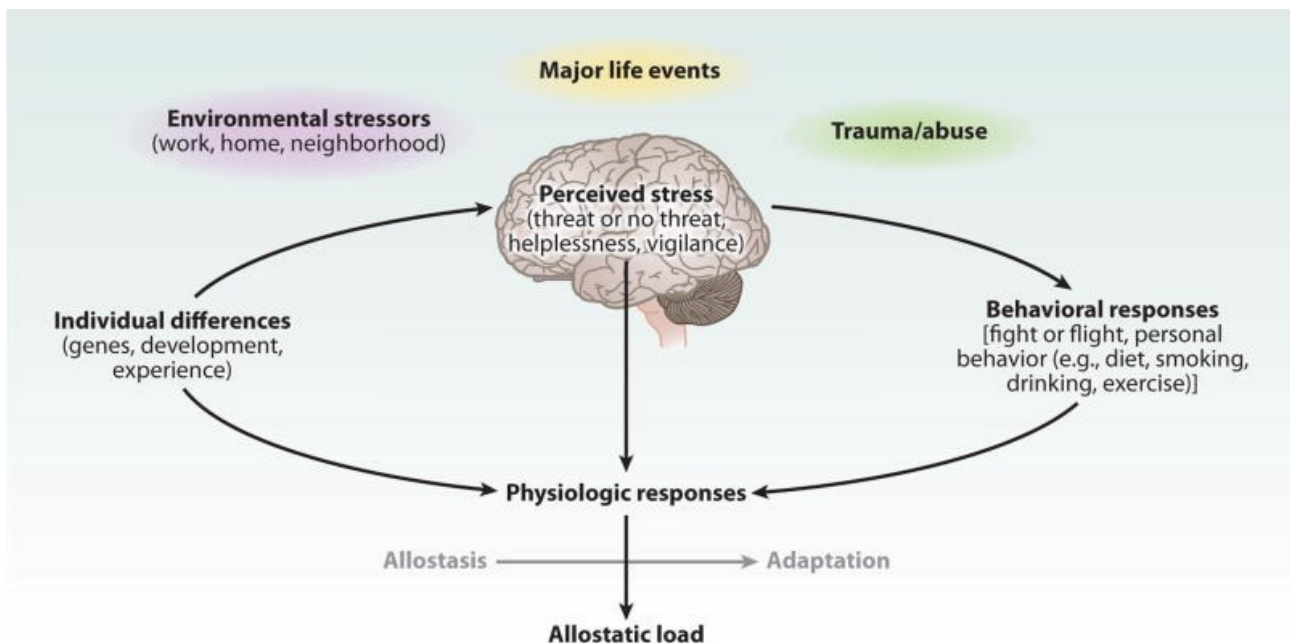 Major life events
Environmental stressors
(work, home, neighborhood)
Trauma/abuse
Perceived stress
(threat or no threat,
helplessness, vigilance)
Individual differences
(genes, development,
experience)
Behavioral responses
[fight or flight, personal
behavior (e.g., diet, smoking,
drinking, exercise)]
Physiologic responses
Allostasis
Adaptation
Allostatic load